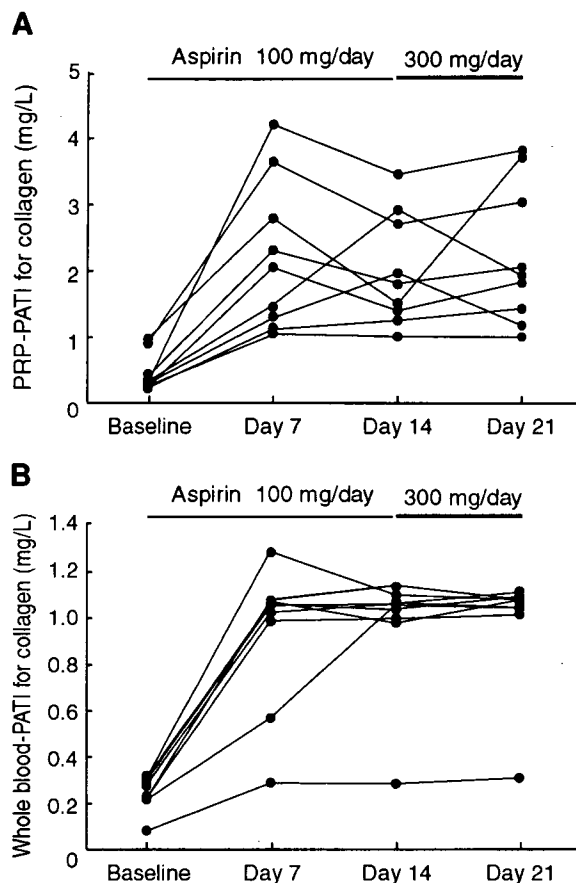 A
Aspirin 100 mg/day
300 mg/day
PRP-PATI for collagen (mg/L)
5
4
3
2
1
0
Baseline Day 7 Day 14 Day 21
B
Aspirin 100 mg/day
300 mg/day
Whole blood-PATI for collagen (mg/L)
1.4
1.2
1.0
0.8
0.6
0.4
0.2
0
Baseline Day 7 Day 14 Day 21